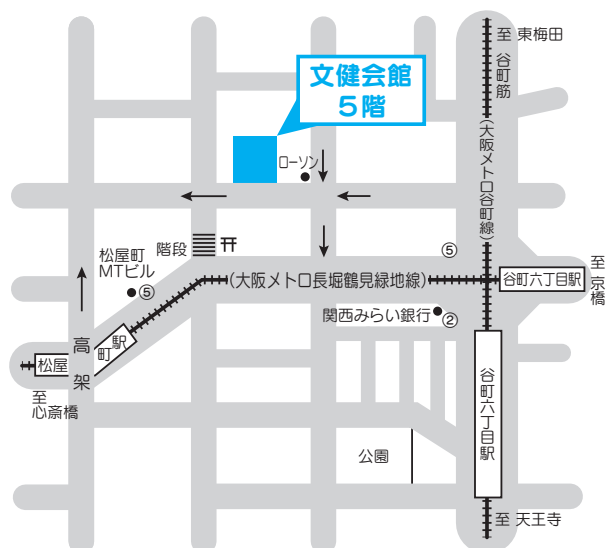 至 東梅田
谷町筋
(大阪メトロ谷町線)
文健会館
5階
ローソン
松屋町
MTビル
⑤
階段
(大阪メトロ長堀鶴見緑地線)
⑤
谷町六丁目駅
至 京橋
関西みらい銀行
②
高架
松屋
町駅
至
心斎橋
谷町六丁目駅
公園
至 天王寺